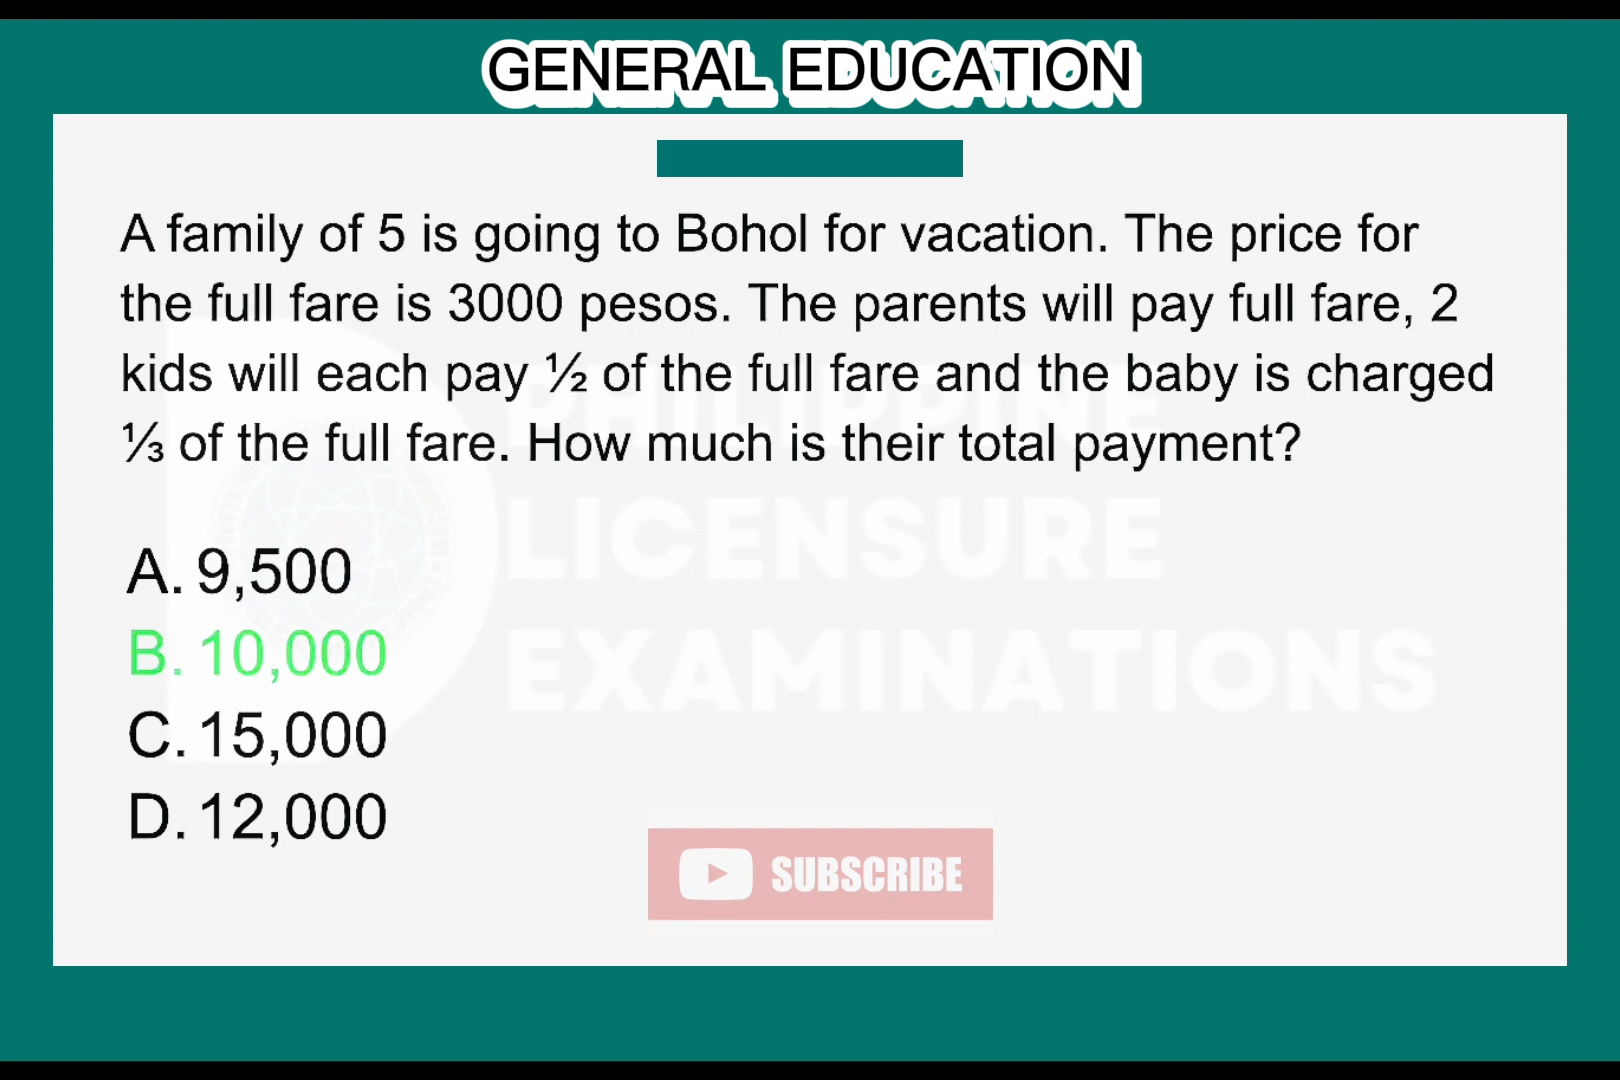 GENERAL EDUCATION
A family of 5 is going to Bohol for vacation. The price for
the full fare is 3000 pesos. The parents will pay full fare, 2
kids will each pay ½ of the full fare and the baby is charged
⅓ of the full fare. How much is their total payment?
PHILIPPINE
LICENSURE
EXAMINATIONS
A. 9,500
B. 10,000
C. 15,000
D. 12,000
SUBSCRIBE